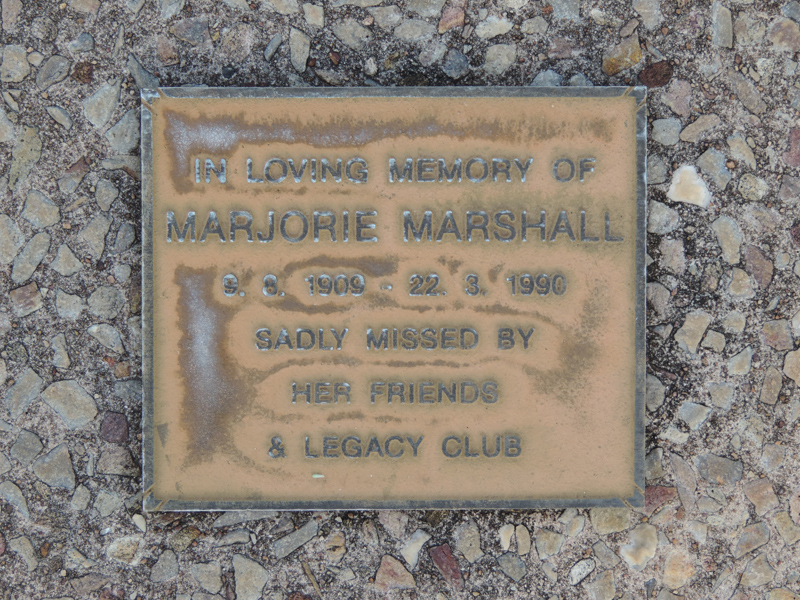 IN LOVING MEMORY OF
MARJORIE MARSHALL
9. 8. 1909 - 22. 3. 1990
SADLY MISSED BY
HER FRIENDS
& LEGACY CLUB